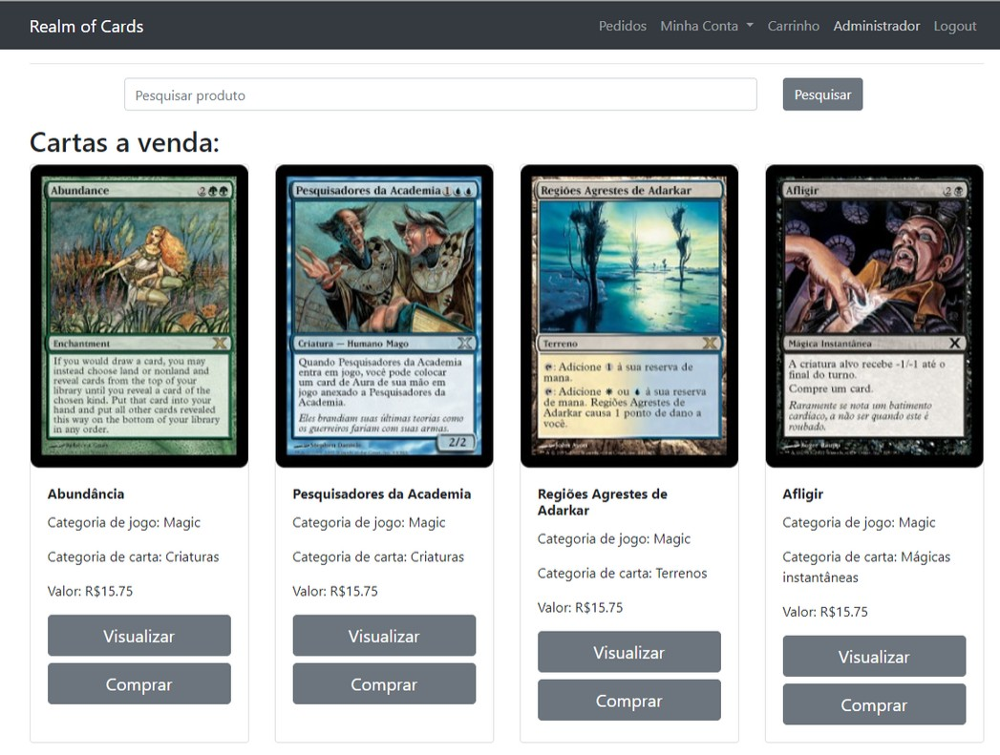 Realm of Cards
Pedidos Minha Conta Carrinho Administrador Logout
Pesquisar produto
Pesquisar
Cartas a venda:
Abundance 2
Enchantment
If you would draw a card, you may
instead choose land or nonland and
reveal cards from the top of your
library until you reveal a card of the
chosen kind. Put that card into your
hand and put all other cards revealed
this way on the bottom of your library
in any order.
Abundância
Categoria de jogo: Magic
Categoria de carta: Criaturas
Valor: R$15.75
Visualizar
Comprar
Pesquisadores da Academia 1
Criatura — Humano Mago
Quando Pesquisadores da Academia
entra em jogo, você pode colocar
um card de Aura de sua mão em
jogo anexado a Pesquisadores da
Academia.
Eles brandiam suas últimas teorias como
os guerreiros fariam com suas armas.
Stephen Daniele
2/2
Pesquisadores da Academia
Categoria de jogo: Magic
Categoria de carta: Criaturas
Valor: R$15.75
Visualizar
Comprar
Regiões Agrestes de Adarkar
Terreno
: Adicione 1 à sua reserva de
mana.
: Adicione ou à sua reserva
de mana. Regiões Agrestes de
Adarkar causa 1 ponto de dano a
você.
John Avon
Regiões Agrestes de
Adarkar
Categoria de jogo: Magic
Categoria de carta: Terrenos
Valor: R$15.75
Visualizar
Comprar
Afligir 2
Mágica Instantânea
A criatura alvo recebe -1/-1 até o
final do turno.
Compre um card.
Raramente se nota um batimento
cardíaco, a não ser quando este é
roubado.
Roger Raupp
Afligir
Categoria de jogo: Magic
Categoria de carta: Mágicas
instantâneas
Valor: R$15.75
Visualizar
Comprar